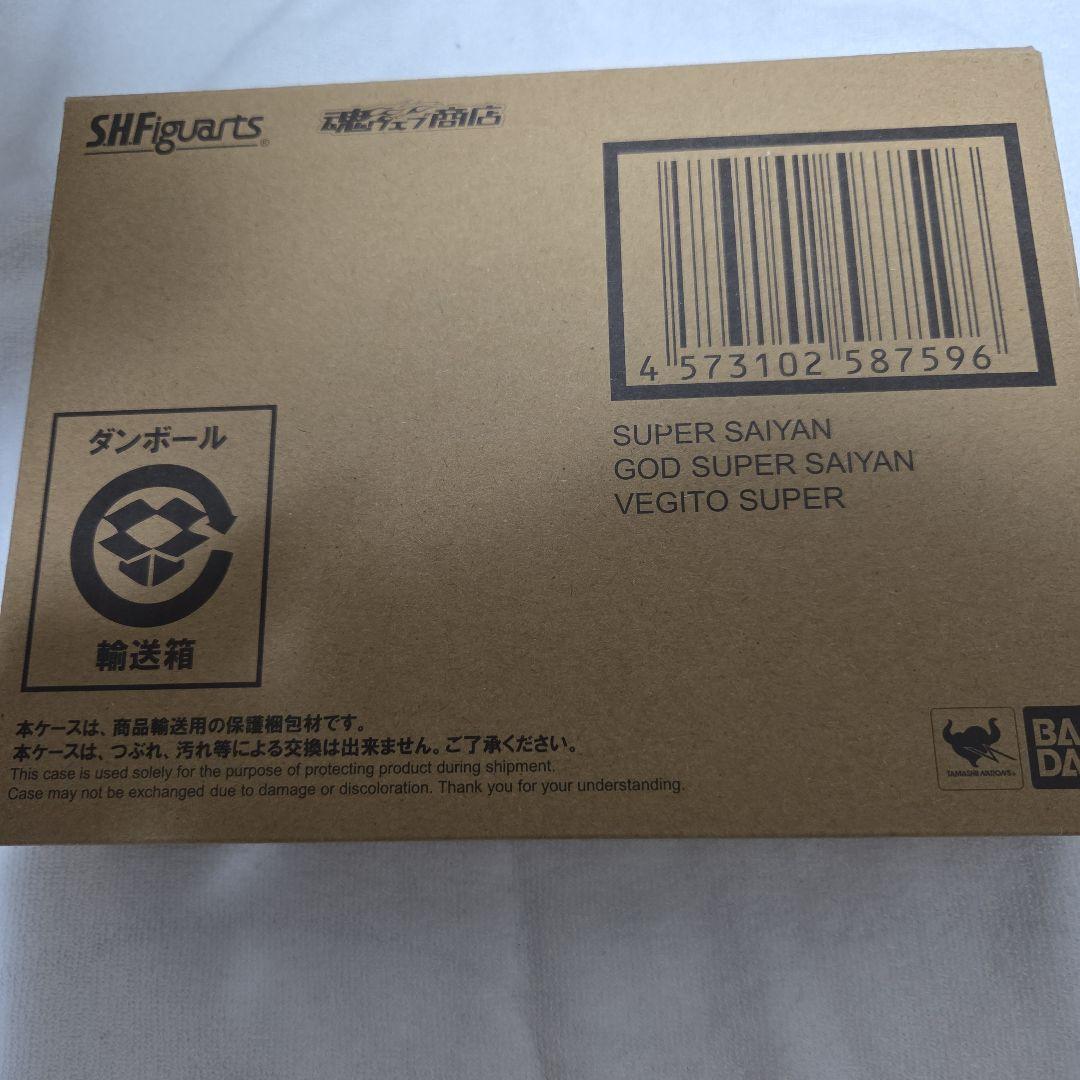 S.H.Figuarts®
魂ウェブ商店
4 573102 587596
SUPER SAIYAN
GOD SUPER SAIYAN
VEGITO SUPER
ダンボール
輸送箱
本ケースは、商品輸送用の保護梱包材です。
本ケースは、つぶれ、汚れ等による交換は出来ません。ご了承ください。
This case is used solely for the purpose of protecting product during shipment.
Case may not be exchanged due to damage or discoloration. Thank you for your understanding.
TAMASHII NATIONS®
BA
DA